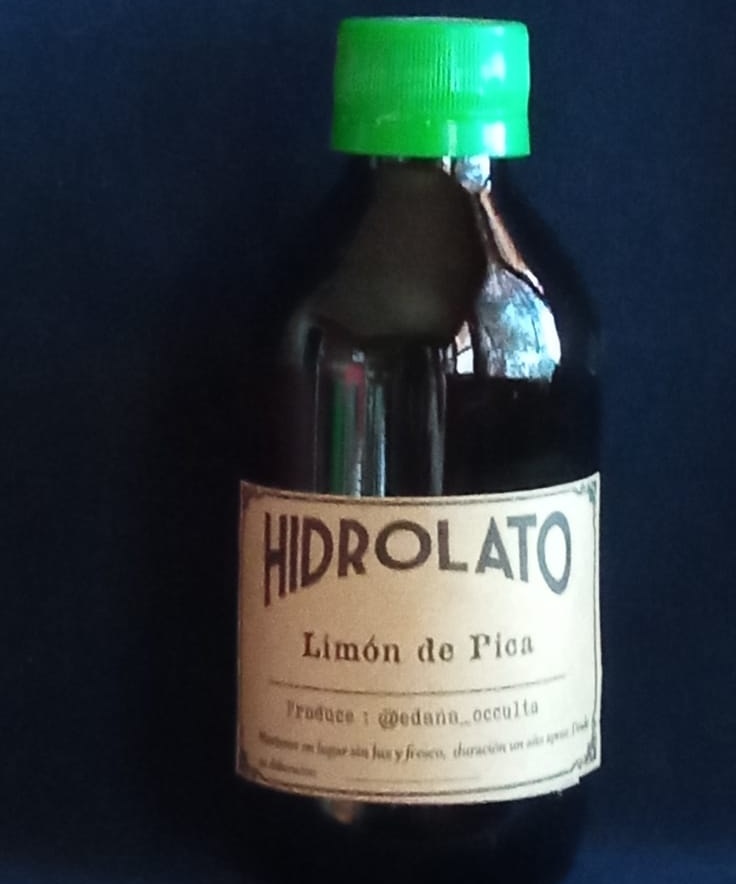 HIDROLATO
Limón de Pica
Produce : @edana_occulta
Mantener en lugar sin luz y fresco, duración un año aprox. Desde
su elaboración